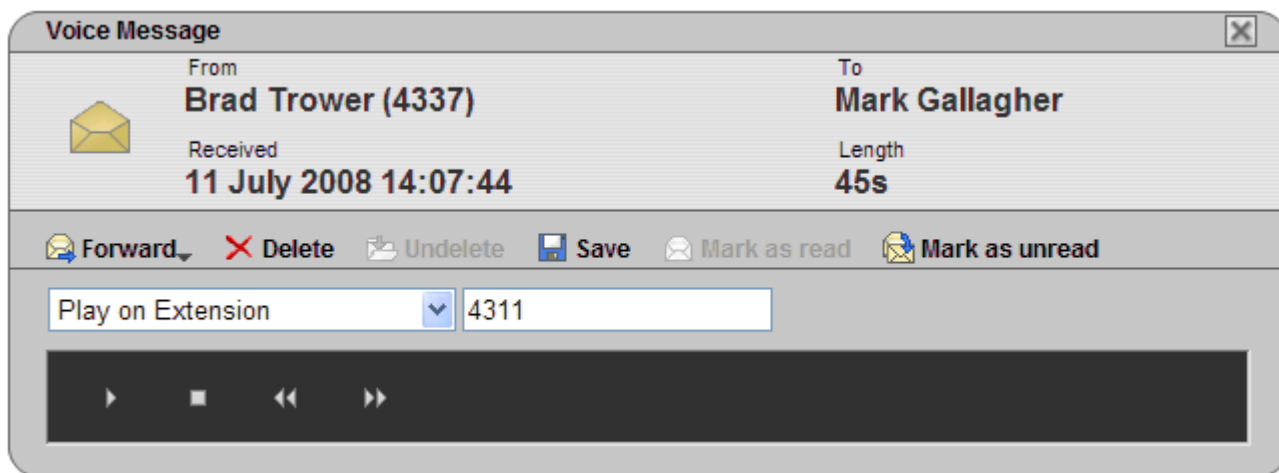 Voice Message
From To
Brad Trower (4337) Mark Gallagher
Received Length
11 July 2008 14:07:44 45s
Forward Delete Undelete Save Mark as read Mark as unread
Play on Extension 4311